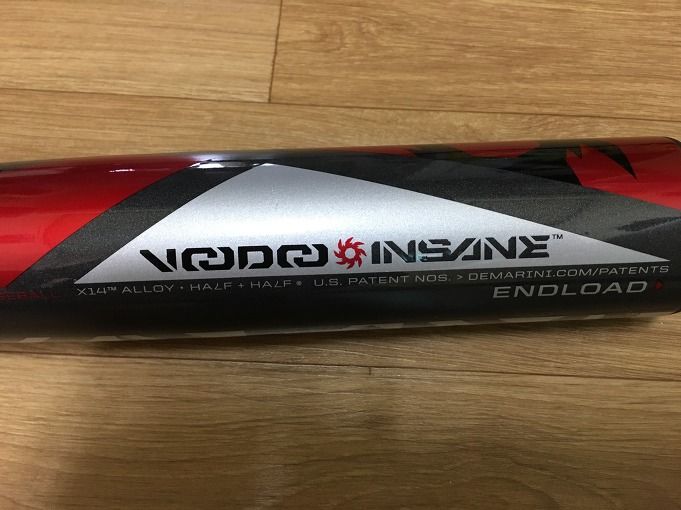 VOODOO INSANE™
X14™ ALLOY • HALF + HALF® U.S. PATENT NOS. > DEMARINI.COM/PATENTS
ENDLOAD